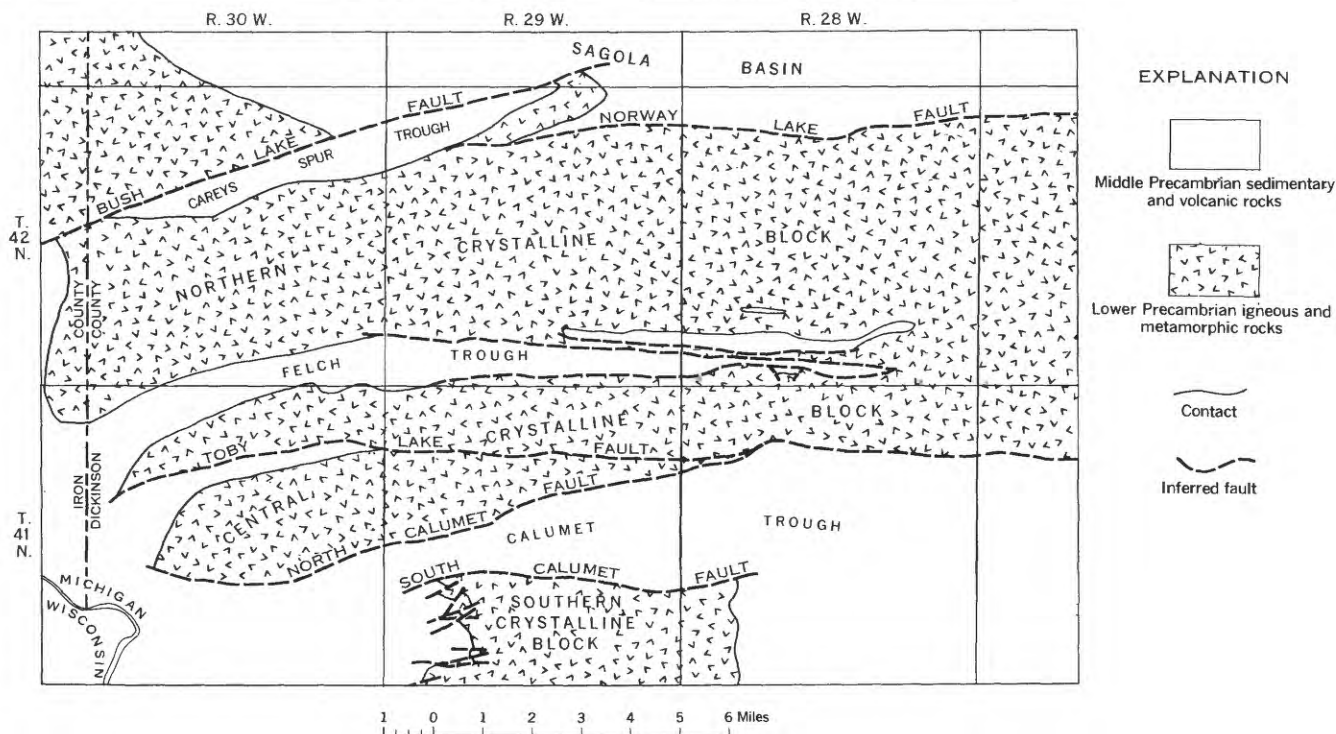 R. 30 W.
R. 29 W.
R. 28 W.
SAGOLA
BASIN
EXPLANATION
Middle Precambrian sedimentary
and volcanic rocks
Lower Precambrian igneous and
metamorphic rocks
Contact
Inferred fault
BUSH LAKE FAULT
CAREYS SPUR TROUGH
NORWAY LAKE FAULT
T.
42
N.
NORTHERN CRYSTALLINE BLOCK
COUNTY
COUNTY
FELCH TROUGH
CENTRAL CRYSTALLINE BLOCK
TOBY LAKE FAULT
IRON
DICKINSON
T.
41
N.
NORTH CALUMET FAULT
CALUMET TROUGH
SOUTH CALUMET FAULT
SOUTHERN
CRYSTALLINE
BLOCK
MICHIGAN
WISCONSIN
1 0 1 2 3 4 5 6 Miles